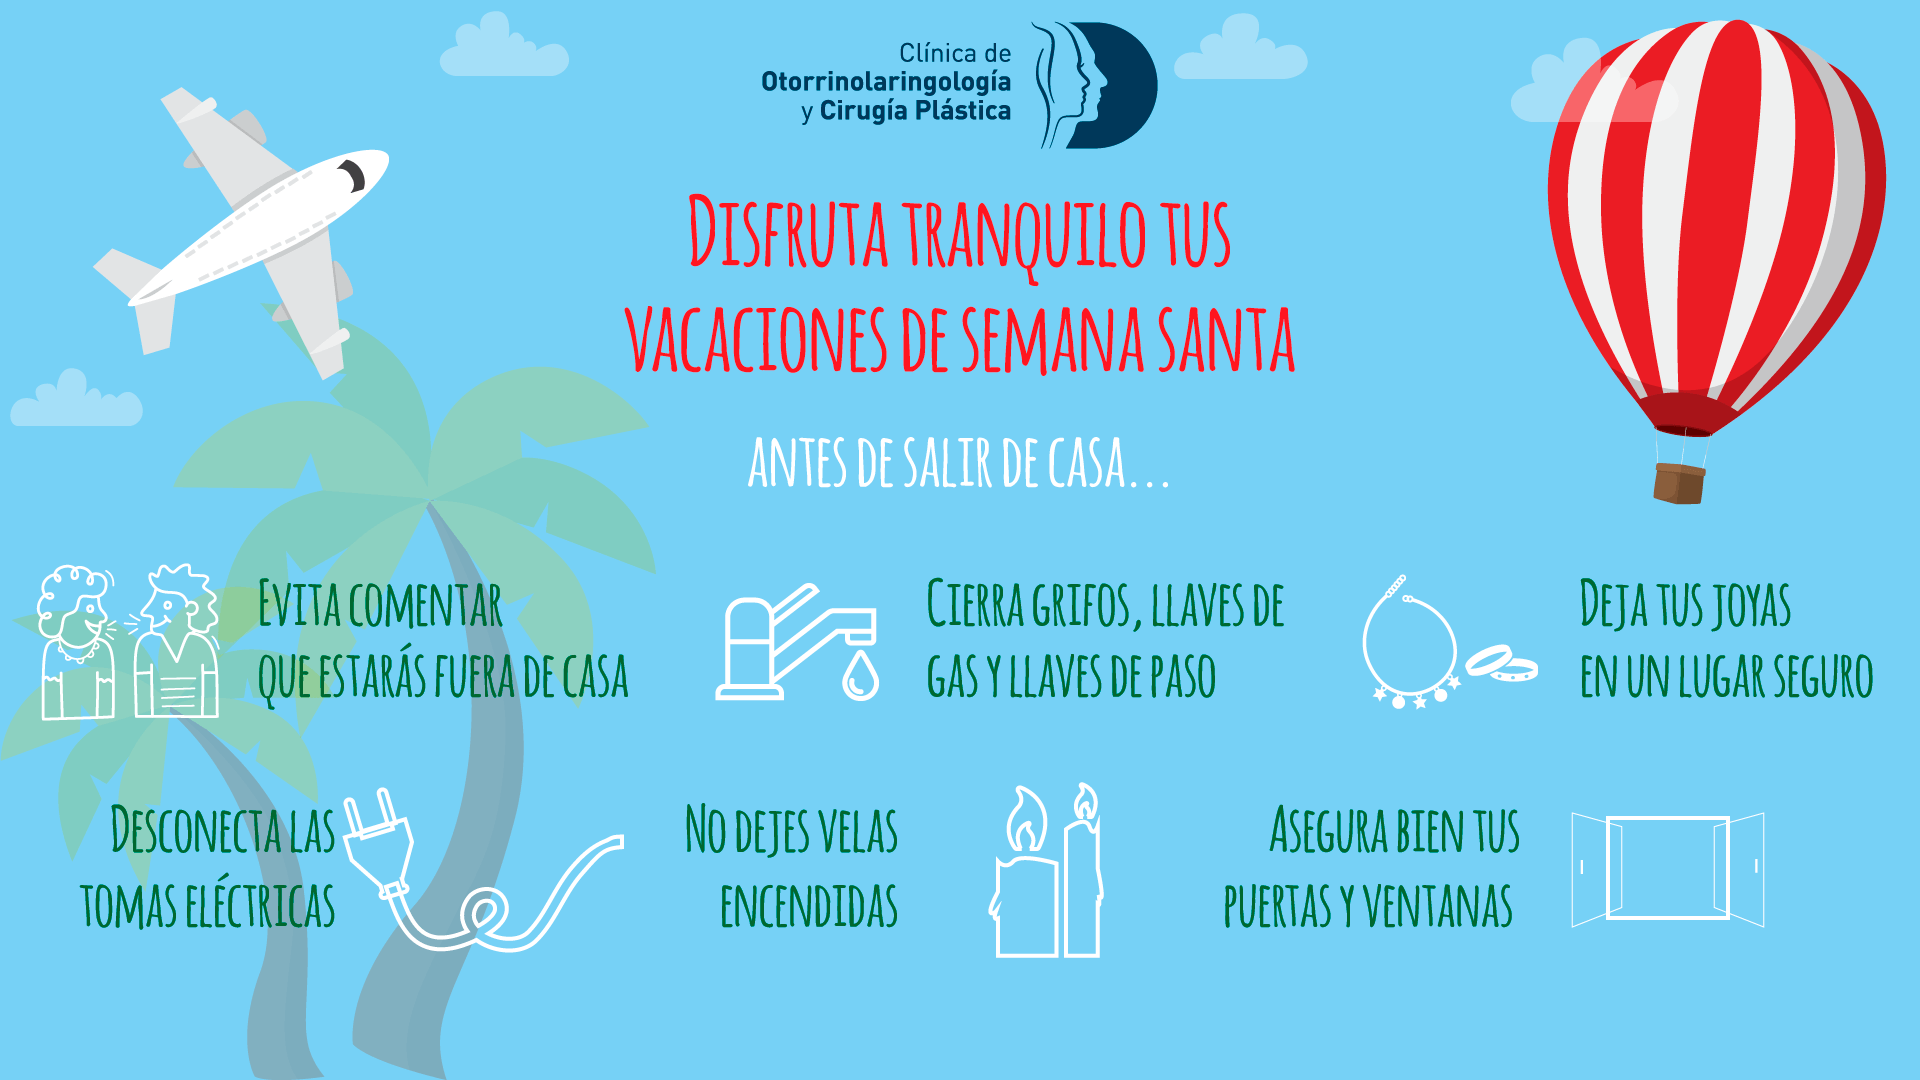 Clínica de
Otorrinolaringología
y Cirugía Plástica
DISFRUTA TRANQUILO TUS
VACACIONES DE SEMANA SANTA
ANTES DE SALIR DE CASA...
EVITA COMENTAR
QUE ESTARÁS FUERA DE CASA
CIERRA GRIFOS, LLAVES DE
GAS Y LLAVES DE PASO
DEJA TUS JOYAS
EN UN LUGAR SEGURO
DESCONECTA LAS
TOMAS ELÉCTRICAS
NO DEJES VELAS
ENCENDIDAS
ASEGURA BIEN TUS
PUERTAS Y VENTANAS